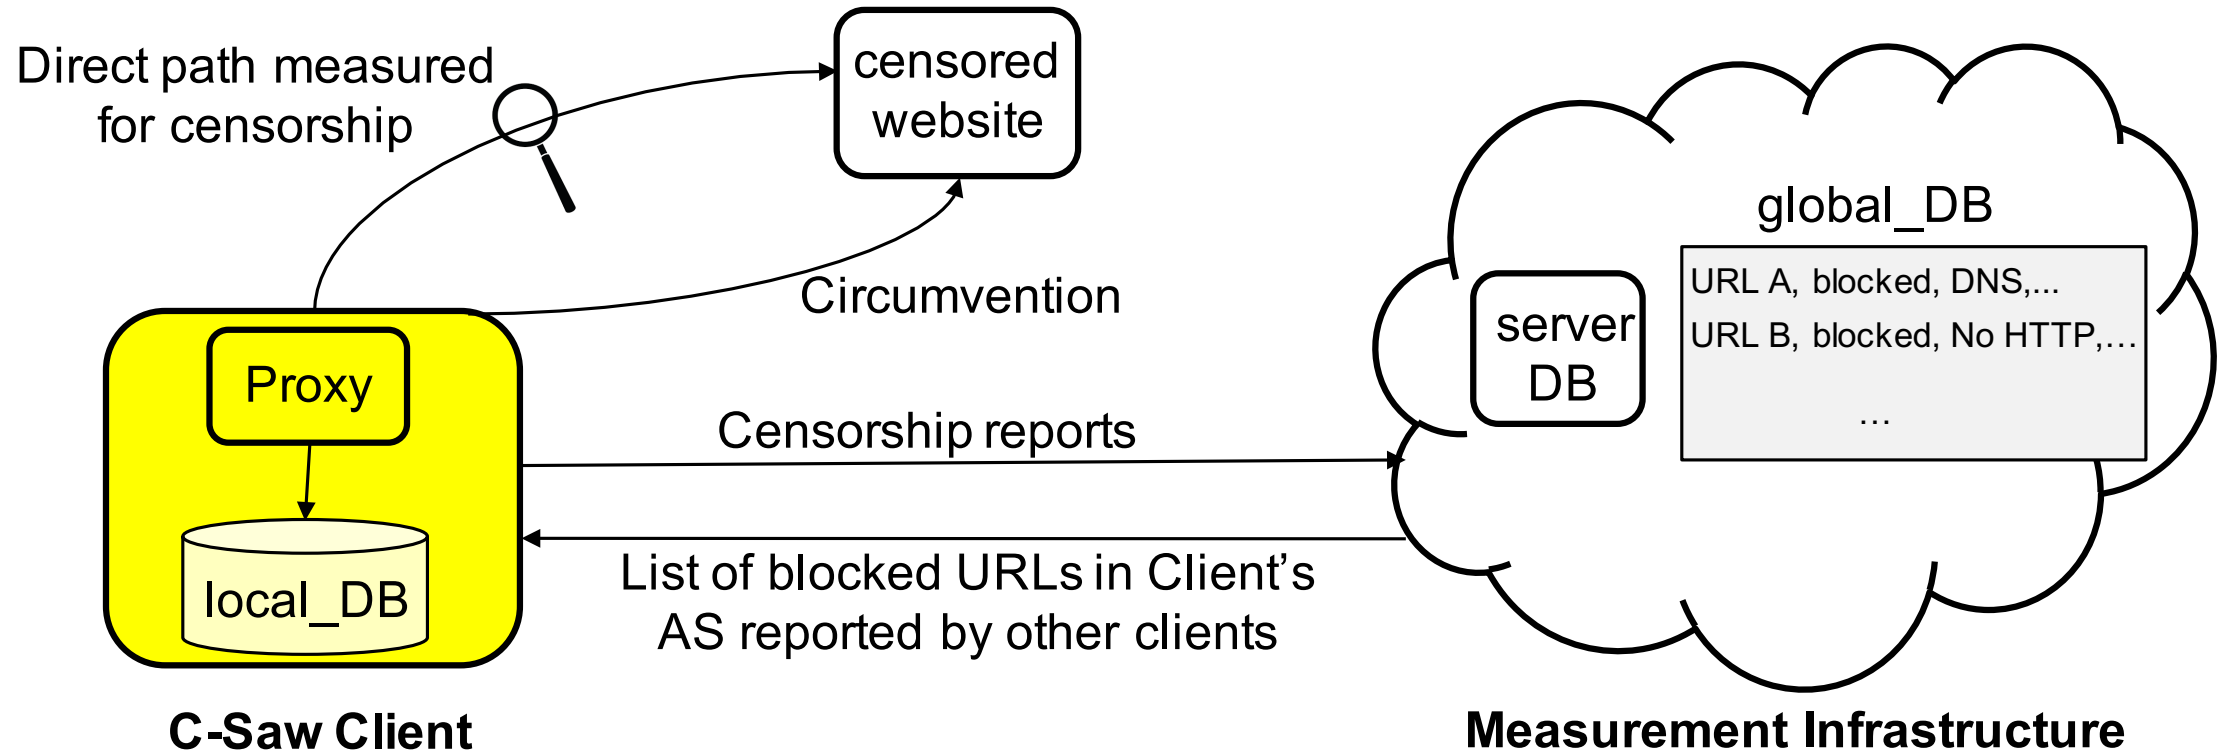 Direct path measured
for censorship
censored
website
Circumvention
Proxy
local_DB
C-Saw Client
Censorship reports
List of blocked URLs in Client’s
AS reported by other clients
global_DB
server
DB
URL A, blocked, DNS,...
URL B, blocked, No HTTP,…
…
Measurement Infrastructure